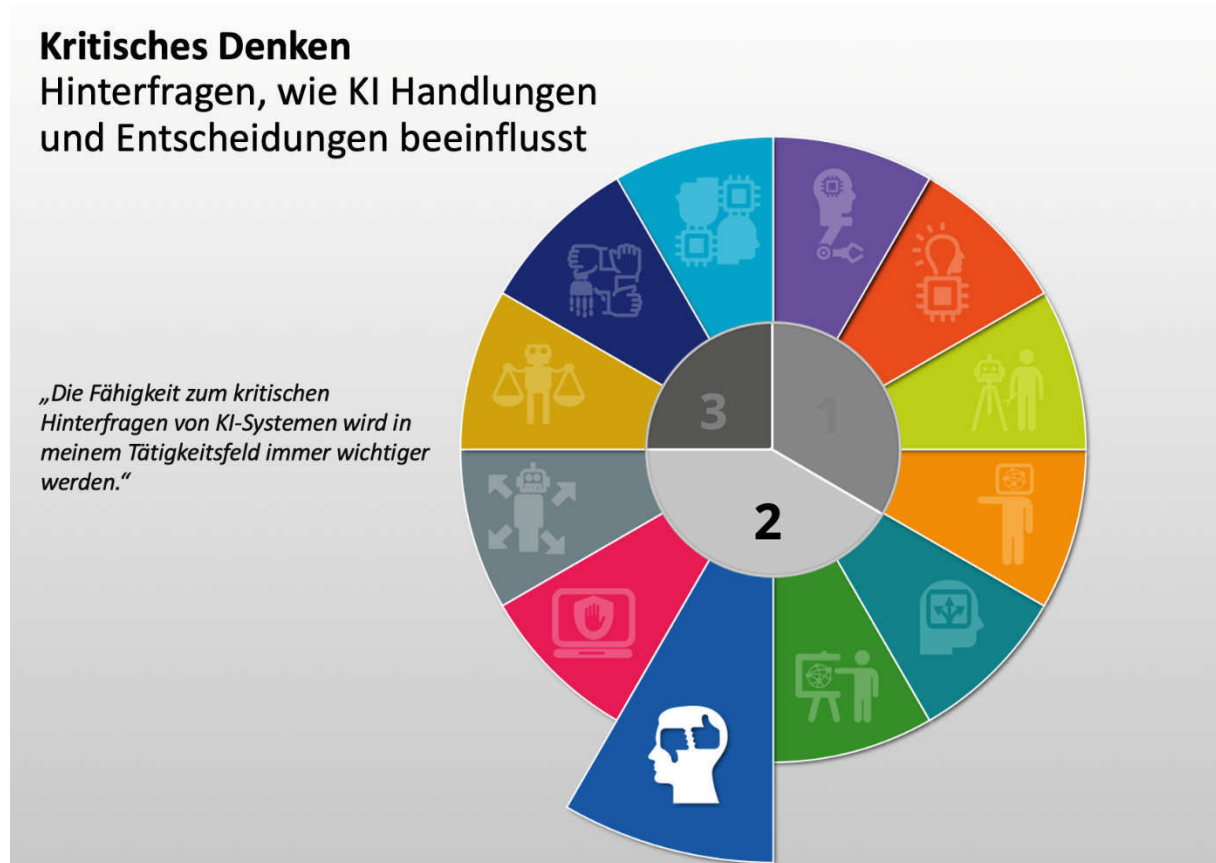 Kritisches Denken
Hinterfragen, wie KI Handlungen
und Entscheidungen beeinflusst
„Die Fähigkeit zum kritischen
Hinterfragen von KI-Systemen wird in
meinem Tätigkeitsfeld immer wichtiger
werden.“
3
1
2